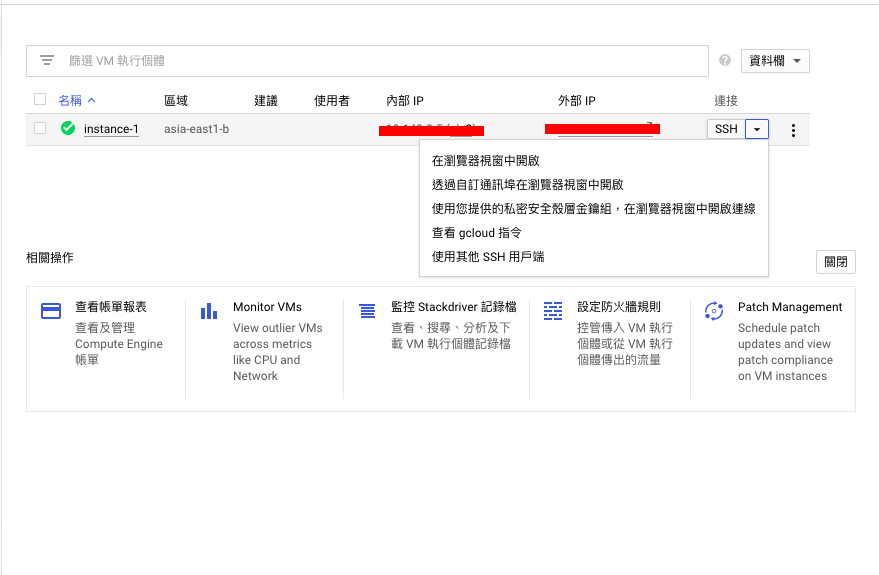 篩選 VM 執行個體
資料欄
名稱 區域 建議 使用者 內部 IP 外部 IP 連接
instance-1 asia-east1-b SSH
在瀏覽器視窗中開啟
透過自訂通訊埠在瀏覽器視窗中開啟
使用您提供的私密安全殼層金鑰組，在瀏覽器視窗中開啟連線
查看 gcloud 指令
使用其他 SSH 用戶端
相關操作
關閉
查看帳單報表
查看及管理
Compute Engine
帳單
Monitor VMs
View outlier VMs
across metrics
like CPU and
Network
監控 Stackdriver 記錄檔
查看、搜尋、分析及下
載 VM 執行個體記錄檔
設定防火牆規則
控管傳入 VM 執行
個體或從 VM 執行
個體傳出的流量
Patch Management
Schedule patch
updates and view
patch compliance
on VM instances